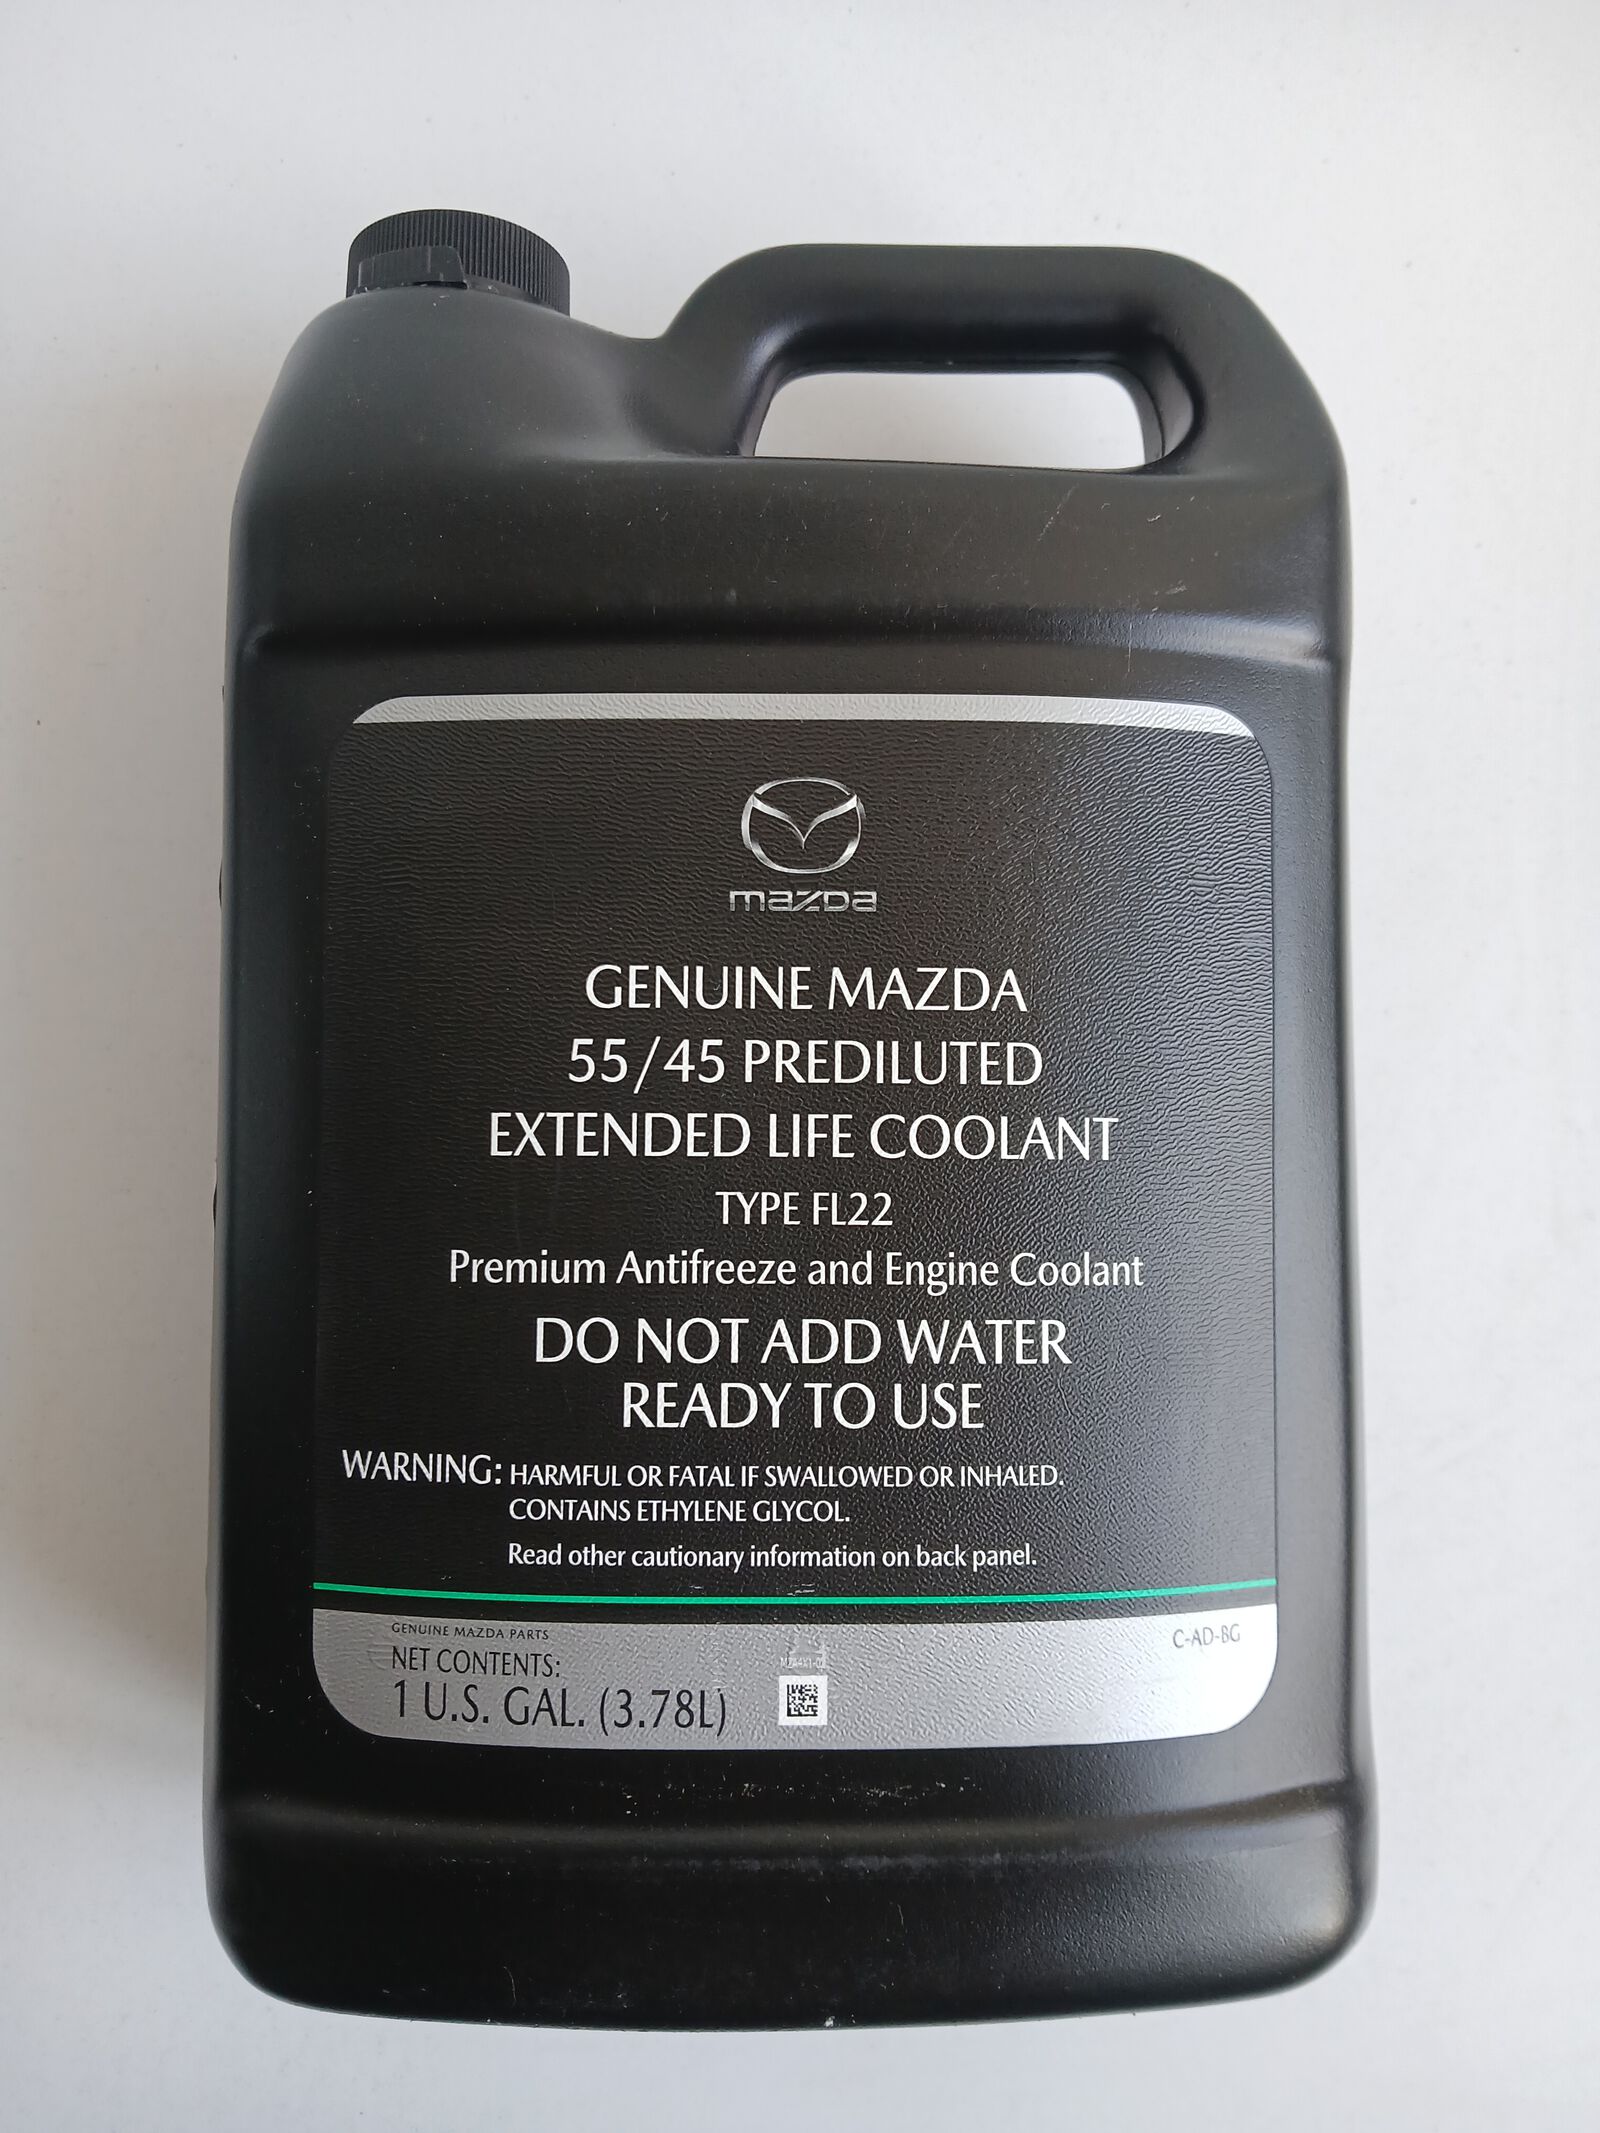 mazda
GENUINE MAZDA
55/45 PREDILUTED
EXTENDED LIFE COOLANT
TYPE FL22
Premium Antifreeze and Engine Coolant
DO NOT ADD WATER
READY TO USE
WARNING: HARMFUL OR FATAL IF SWALLOWED OR INHALED.
CONTAINS ETHYLENE GLYCOL.
Read other cautionary information on back panel.
GENUINE MAZDA PARTS
C-AD-BG
NET CONTENTS:
1 U.S. GAL. (3.78L)